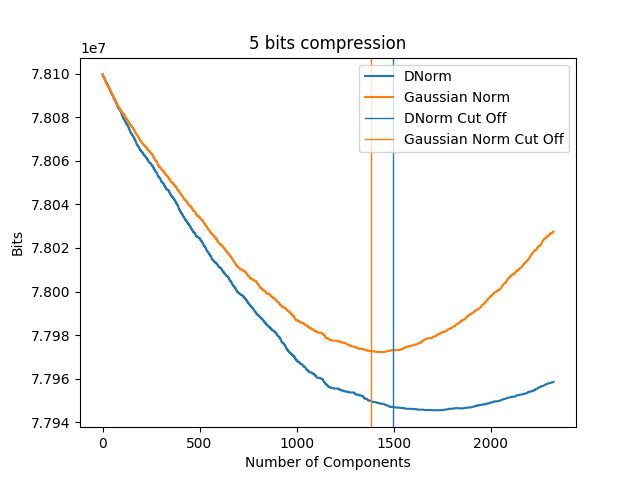 5 bits compression
1e7
7.810
7.808
7.806
7.804
7.802
7.800
7.798
7.796
7.794
Bits
DNorm
Gaussian Norm
DNorm Cut Off
Gaussian Norm Cut Off
0 500 1000 1500 2000
Number of Components